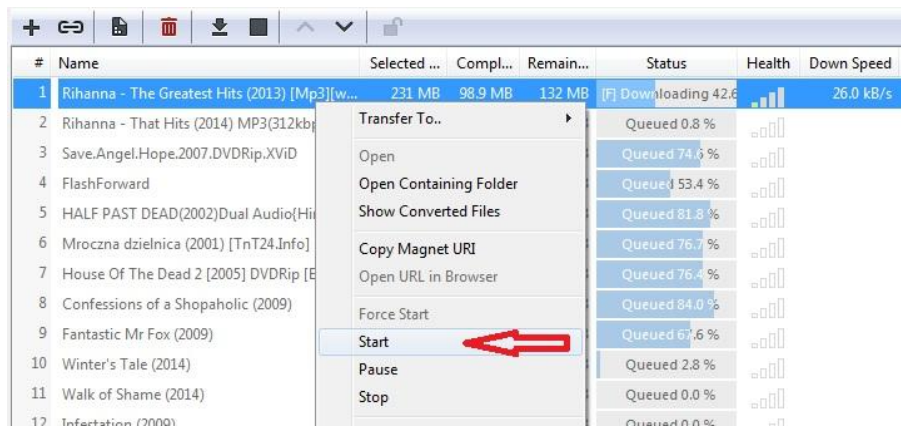 # Name Selected ... Compl... Remain... Status Health Down Speed
1 Rihanna - The Greatest Hits (2013) [Mp3][w... 231 MB 98.9 MB 132 MB [F] Downloading 42.6 26.0 kB/s
2 Rihanna - That Hits (2014) MP3(312kbp Queued 0.8 %
3 Save.Angel.Hope.2007.DVDRip.XViD Queued 74.6 %
4 FlashForward Queued 53.4 %
5 HALF PAST DEAD(2002)Dual Audio{Hi Queued 81.8 %
6 Mroczna dzielnica (2001) [TnT24.Info] Queued 76.7 %
7 House Of The Dead 2 [2005] DVDRip [E Queued 76.4 %
8 Confessions of a Shopaholic (2009) Queued 84.0 %
9 Fantastic Mr Fox (2009) Queued 67.6 %
10 Winter's Tale (2014) Queued 2.8 %
11 Walk of Shame (2014) Queued 0.0 %
12 Infestation (2009) Queued 0.0 %
Transfer To..
Open
Open Containing Folder
Show Converted Files
Copy Magnet URI
Open URL in Browser
Force Start
Start
Pause
Stop